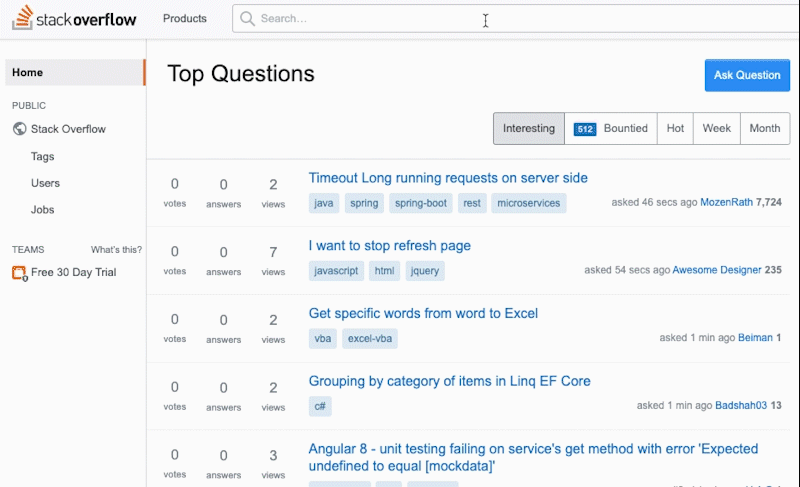 stackoverflow Products Search...
Home
PUBLIC
Stack Overflow
Tags
Users
Jobs
TEAMS What's this?
Free 30 Day Trial
Top Questions
Ask Question
Interesting 512 Bountied Hot Week Month
0 0 2
votes answers views
Timeout Long running requests on server side
java spring spring-boot rest microservices
asked 46 secs ago MozenRath 7,724
0 0 7
votes answers views
I want to stop refresh page
javascript html jquery
asked 54 secs ago Awesome Designer 235
0 0 2
votes answers views
Get specific words from word to Excel
vba excel-vba
asked 1 min ago Beiman 1
0 0 2
votes answers views
Grouping by category of items in Linq EF Core
c#
asked 1 min ago Badshah03 13
0 0 3
votes answers views
Angular 8 - unit testing failing on service's get method with error 'Expected
undefined to equal [mockdata]'